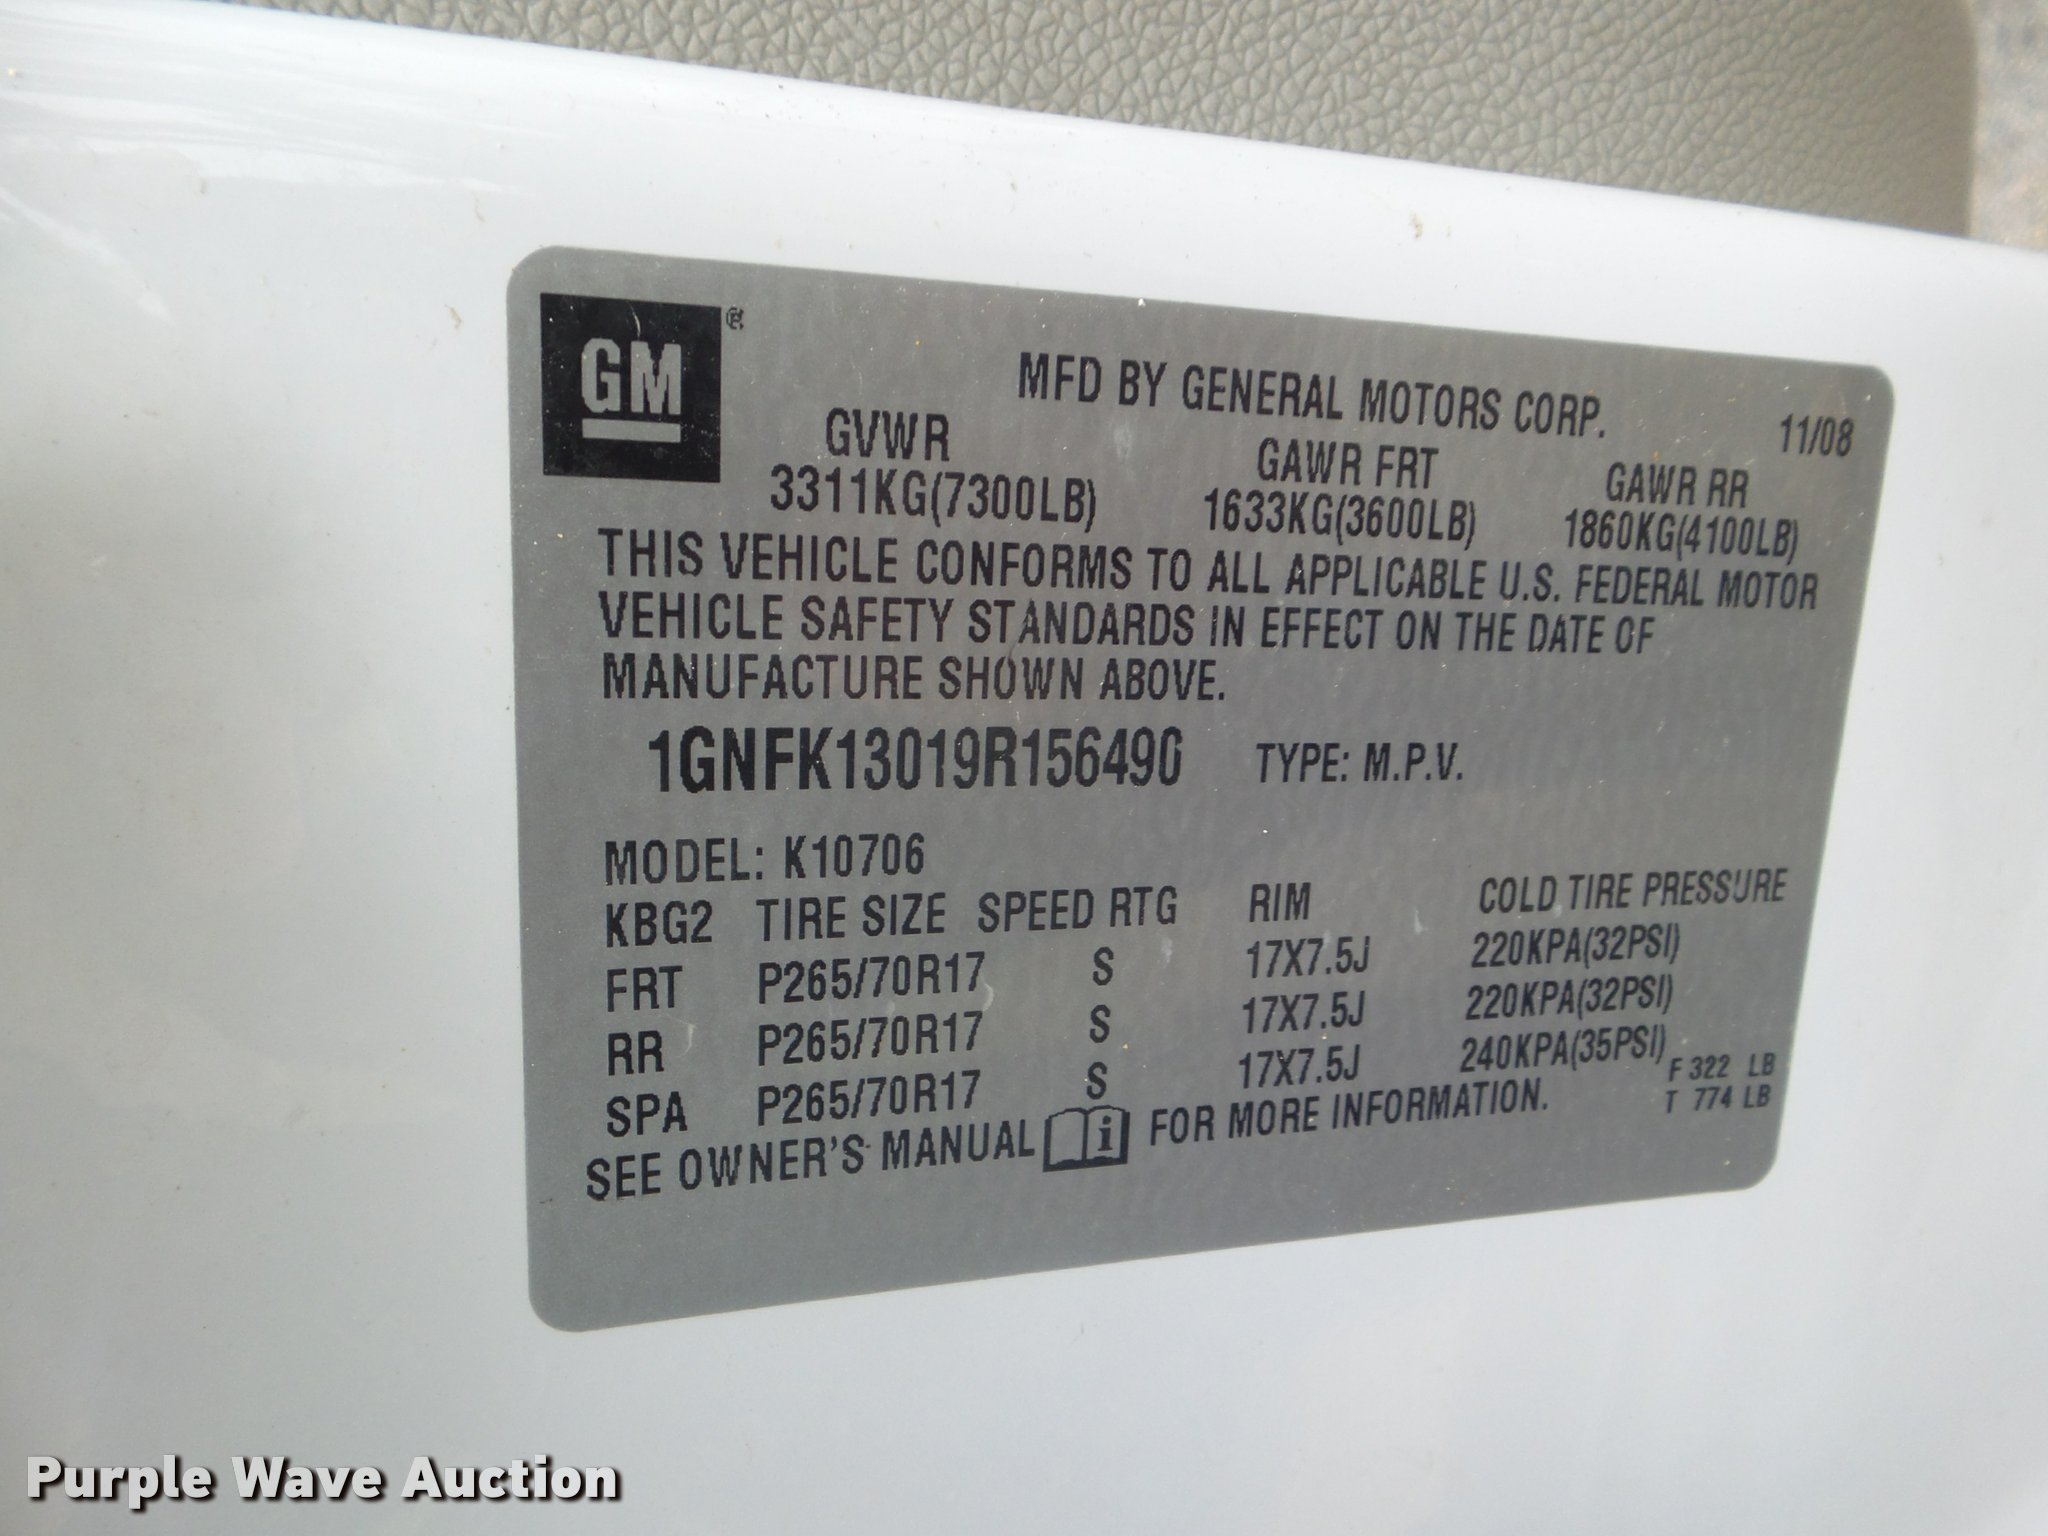 GM ®
MFD BY GENERAL MOTORS CORP. 11/08
GVWR GAWR FRT GAWR RR
3311KG(7300LB) 1633KG(3600LB) 1860KG(4100LB)
THIS VEHICLE CONFORMS TO ALL APPLICABLE U.S. FEDERAL MOTOR
VEHICLE SAFETY STANDARDS IN EFFECT ON THE DATE OF
MANUFACTURE SHOWN ABOVE.
1GNFK13019R156490 TYPE: M.P.V.
MODEL: K10706
KBG2 TIRE SIZE SPEED RTG RIM COLD TIRE PRESSURE
FRT P265/70R17 S 17X7.5J 220KPA(32PSI)
RR P265/70R17 S 17X7.5J 220KPA(32PSI)
SPA P265/70R17 S 17X7.5J 240KPA(35PSI) F 322 LB
T 774 LB
SEE OWNER'S MANUAL i FOR MORE INFORMATION.
Purple Wave Auction